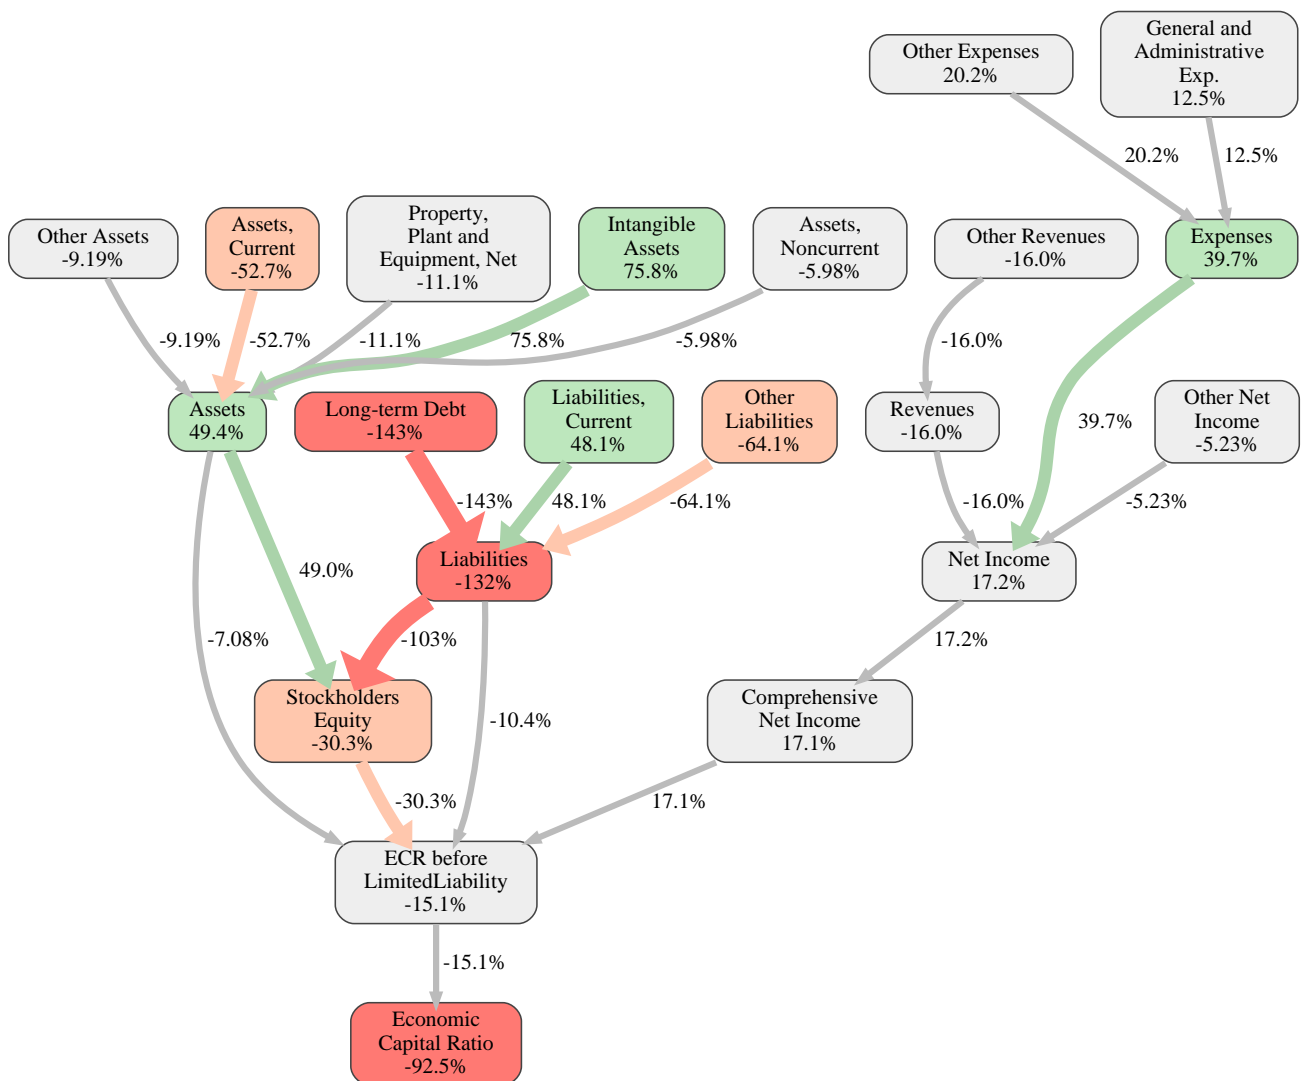 General and
Administrative
Exp.
12.5%
Other Expenses
20.2%
20.2%
12.5%
Other Assets
-9.19%
Assets,
Current
-52.7%
Property,
Plant and
Equipment, Net
-11.1%
Intangible
Assets
75.8%
Assets,
Noncurrent
-5.98%
Other Revenues
-16.0%
Expenses
39.7%
-9.19%
-52.7%
-11.1%
75.8%
-5.98%
-16.0%
Assets
49.4%
Long-term Debt
-143%
Liabilities,
Current
48.1%
Other
Liabilities
-64.1%
Revenues
-16.0%
39.7%
Other Net
Income
-5.23%
-143%
48.1%
-64.1%
-16.0%
-5.23%
49.0%
Liabilities
-132%
Net Income
17.2%
-7.08%
-103%
17.2%
Stockholders
Equity
-30.3%
-10.4%
Comprehensive
Net Income
17.1%
-30.3%
17.1%
ECR before
LimitedLiability
-15.1%
-15.1%
Economic
Capital Ratio
-92.5%